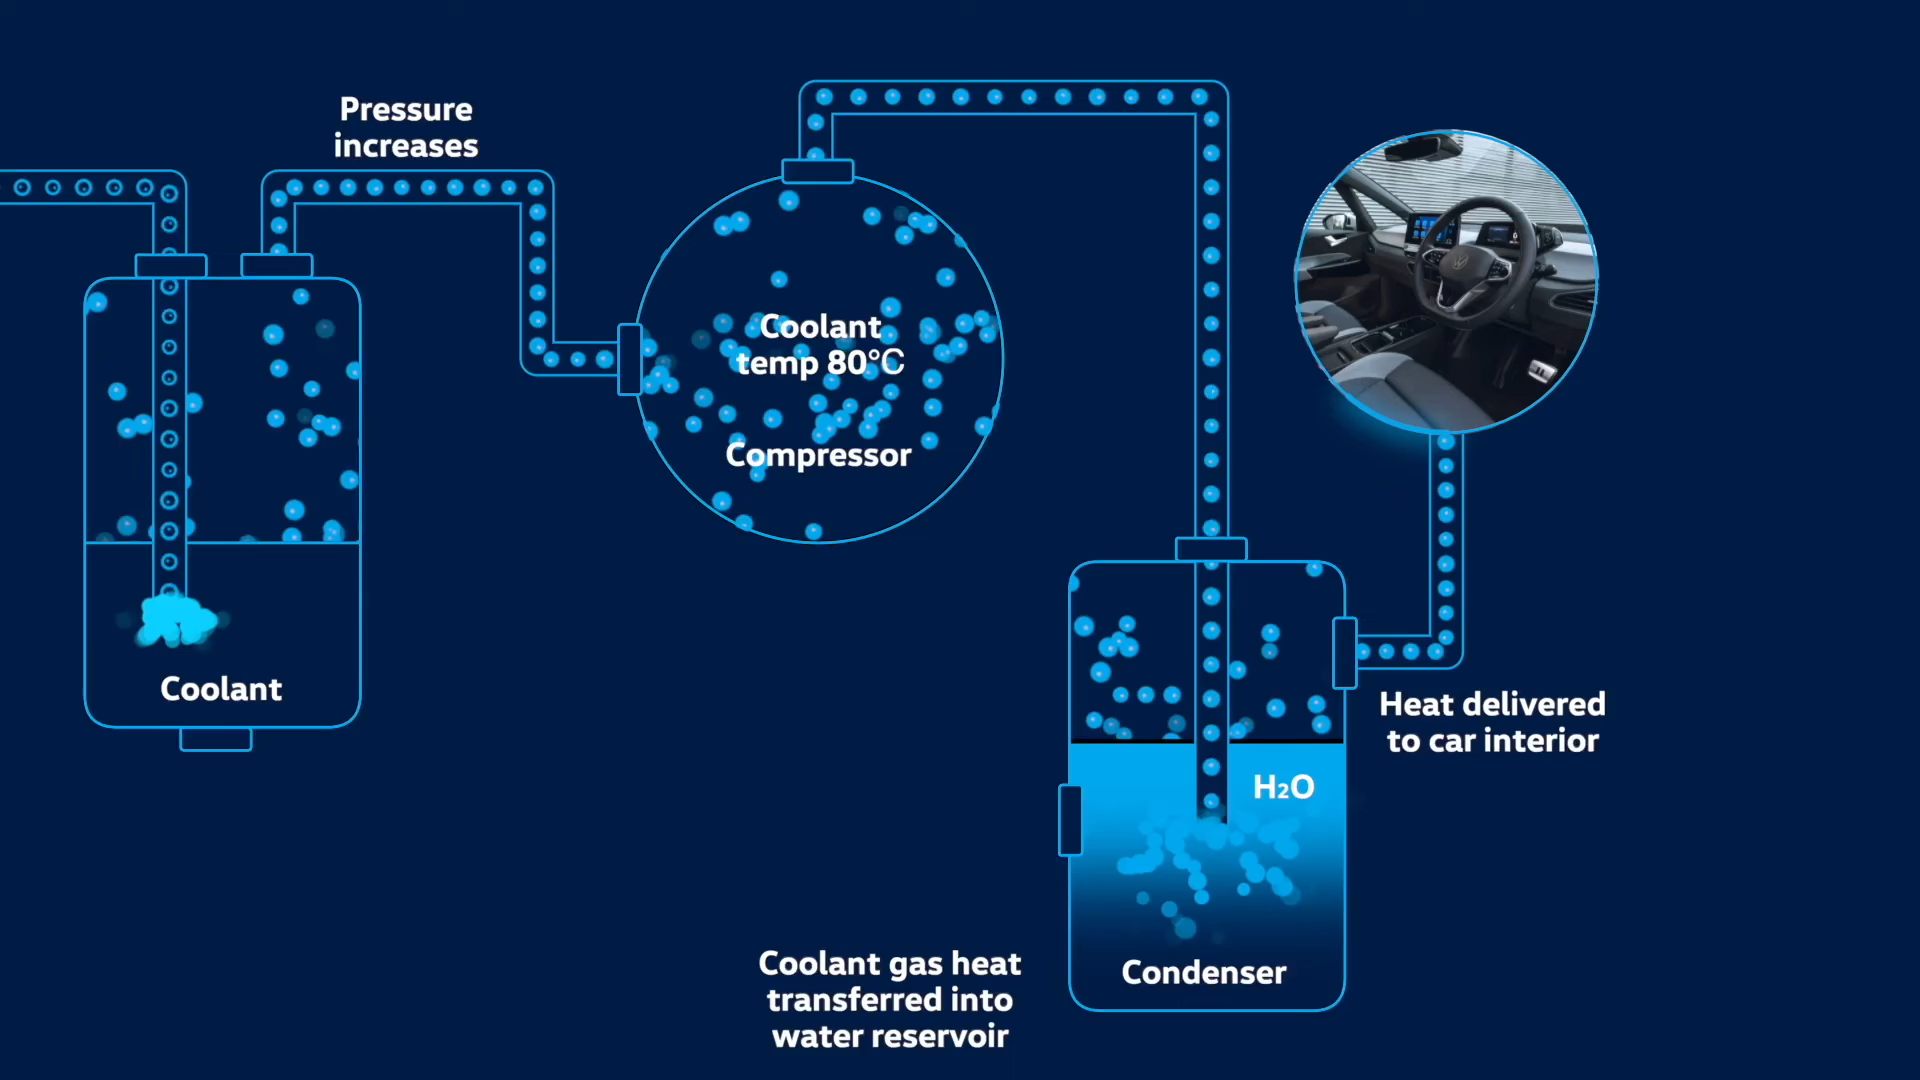 Pressure
increases
Coolant
temp 80°C
Compressor
Coolant
Heat delivered
to car interior
H₂O
Condenser
Coolant gas heat
transferred into
water reservoir